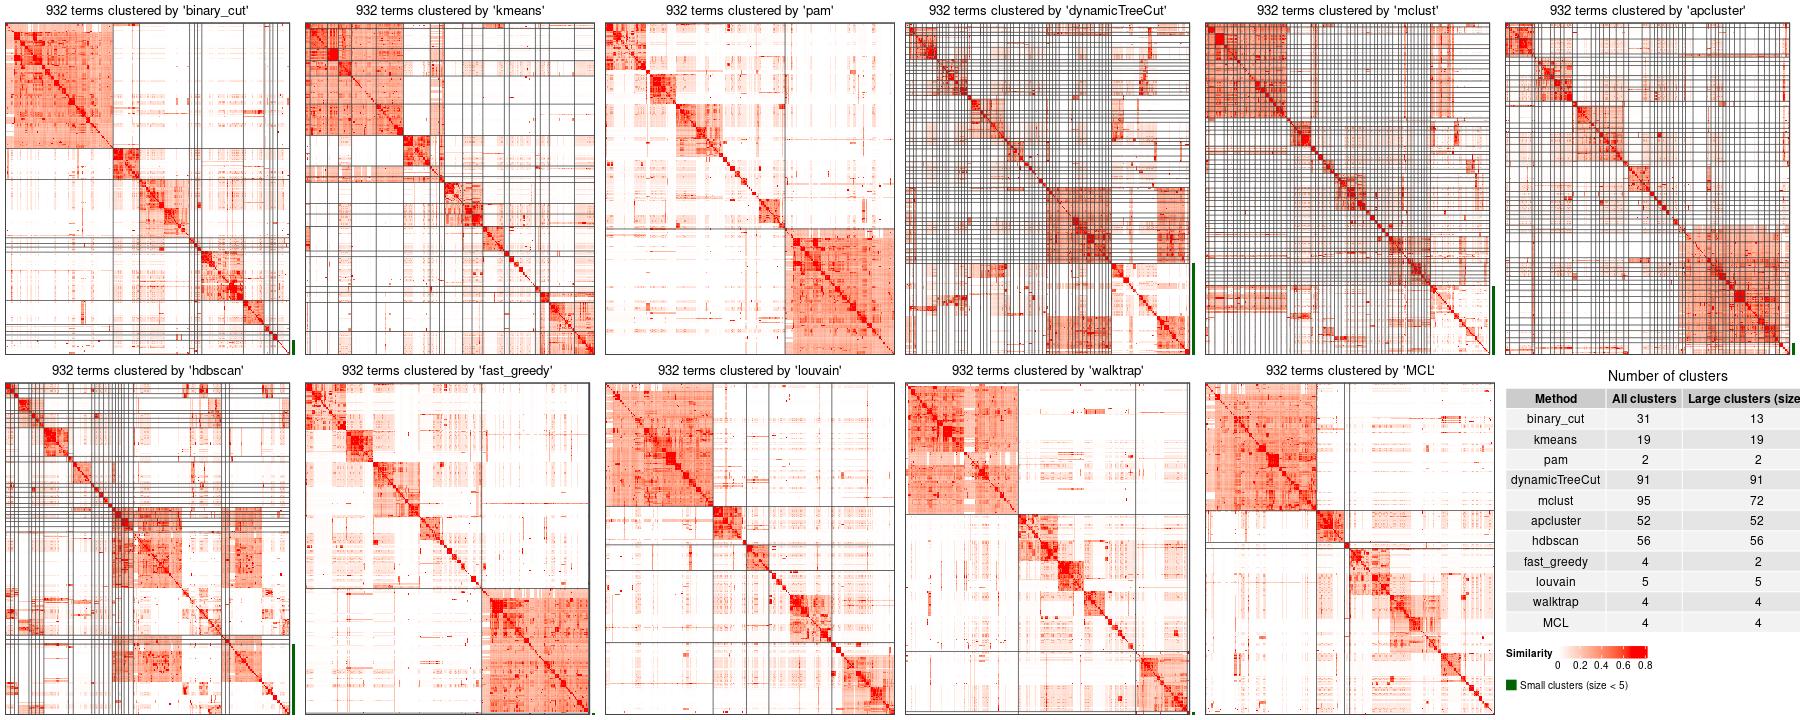 932 terms clustered by 'binary_cut'
932 terms clustered by 'kmeans'
932 terms clustered by 'pam'
932 terms clustered by 'dynamicTreeCut'
932 terms clustered by 'mclust'
932 terms clustered by 'apcluster'
932 terms clustered by 'hdbscan'
932 terms clustered by 'fast_greedy'
932 terms clustered by 'louvain'
932 terms clustered by 'walktrap'
932 terms clustered by 'MCL'
Number of clusters
Method All clusters Large clusters (size
binary_cut 31 13
kmeans 19 19
pam 2 2
dynamicTreeCut 91 91
mclust 95 72
apcluster 52 52
hdbscan 56 56
fast_greedy 4 2
louvain 5 5
walktrap 4 4
MCL 4 4
Similarity
0 0.2 0.4 0.6 0.8
Small clusters (size < 5)